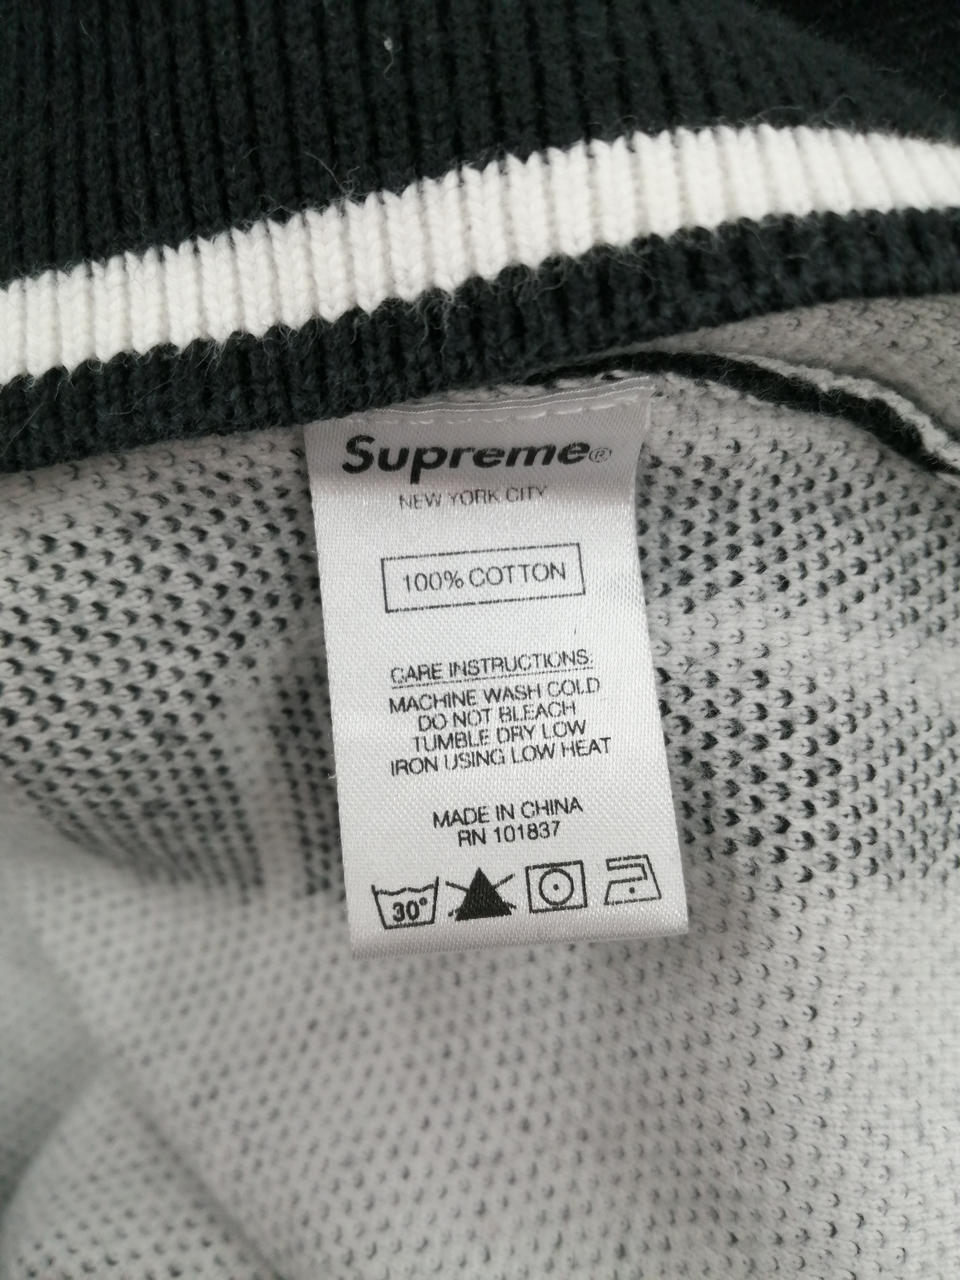 Supreme®
NEW YORK CITY
100% COTTON
CARE INSTRUCTIONS:
MACHINE WASH COLD
DO NOT BLEACH
TUMBLE DRY LOW
IRON USING LOW HEAT
MADE IN CHINA
RN 101837
30°